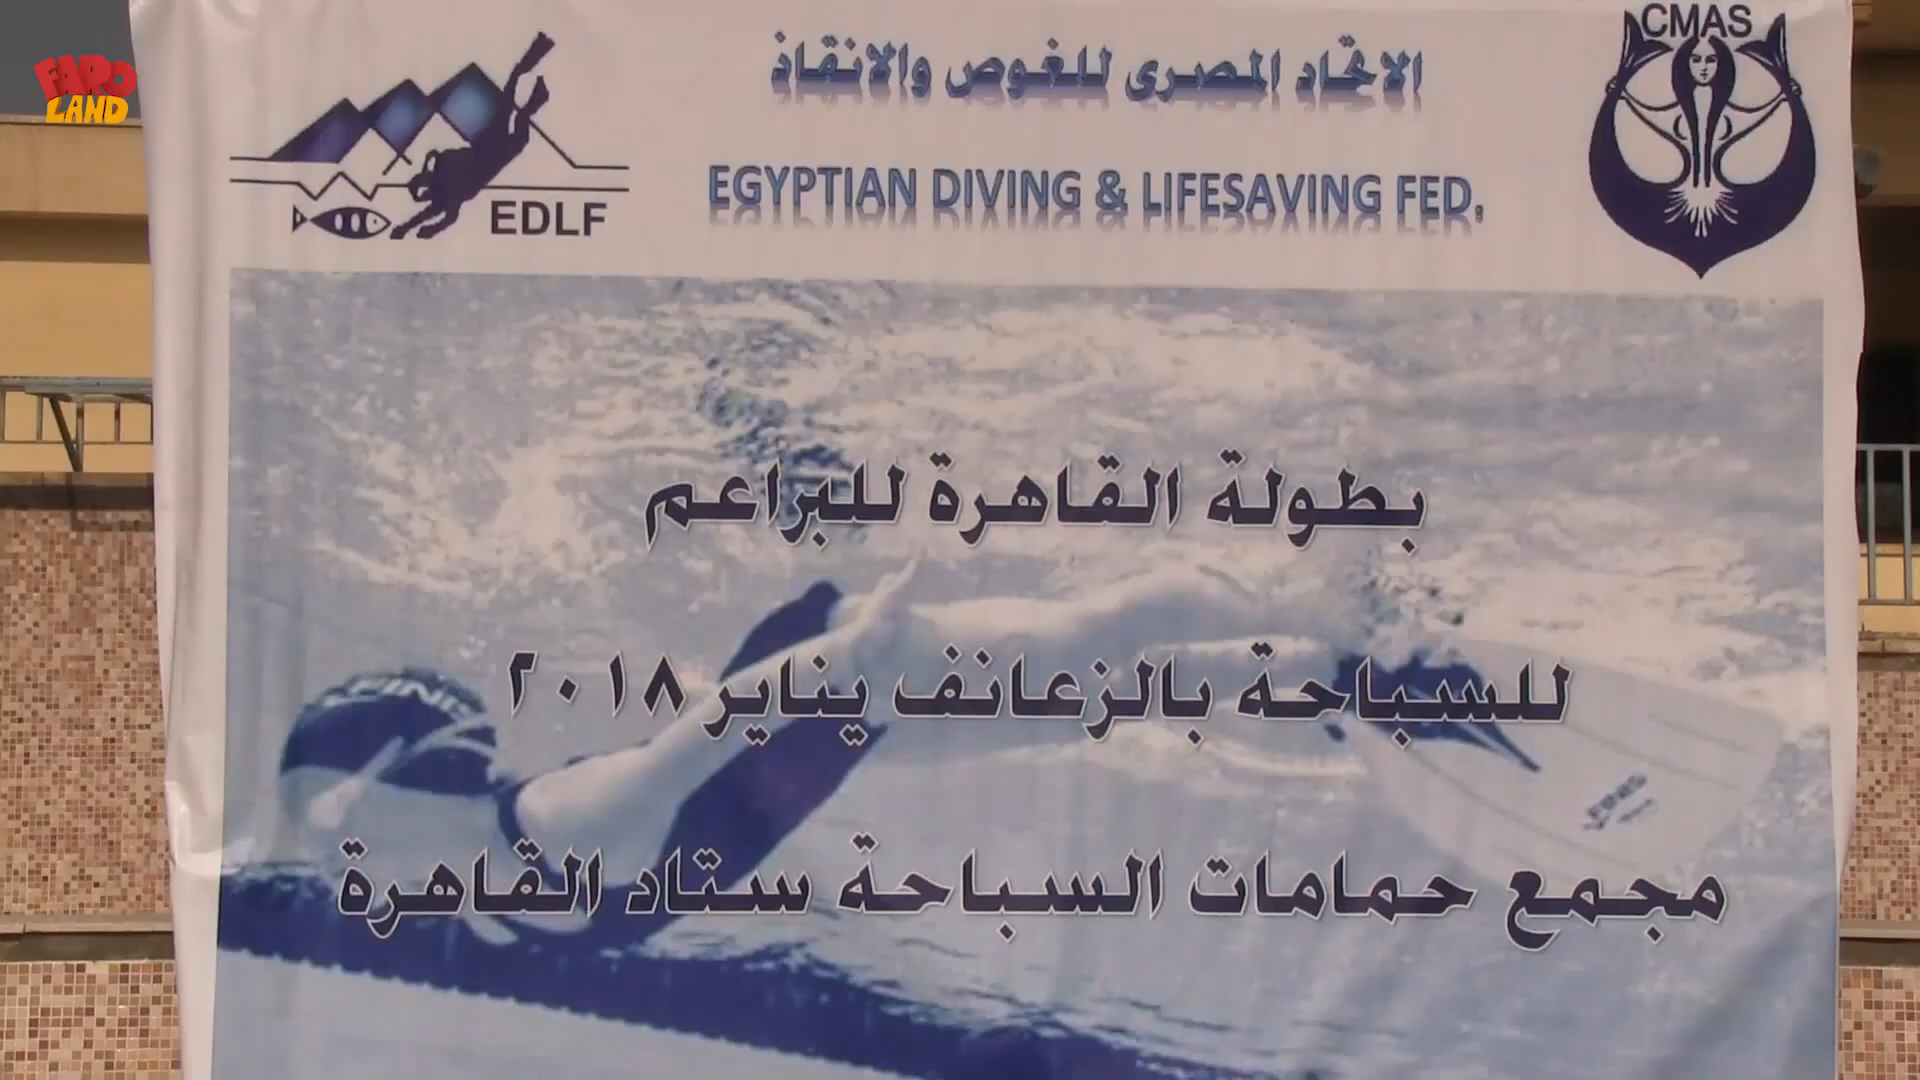 FARO
LAND
CMAS
الاتحاد المصرى للغوص والانقاذ
EGYPTIAN DIVING & LIFESAVING FED.
EDLF
بطولة القاهرة للبراعم
للسباحة بالزعانف يناير ٢٠١٨
FINIS
مجمع حمامات السباحة ستاد القاهرة